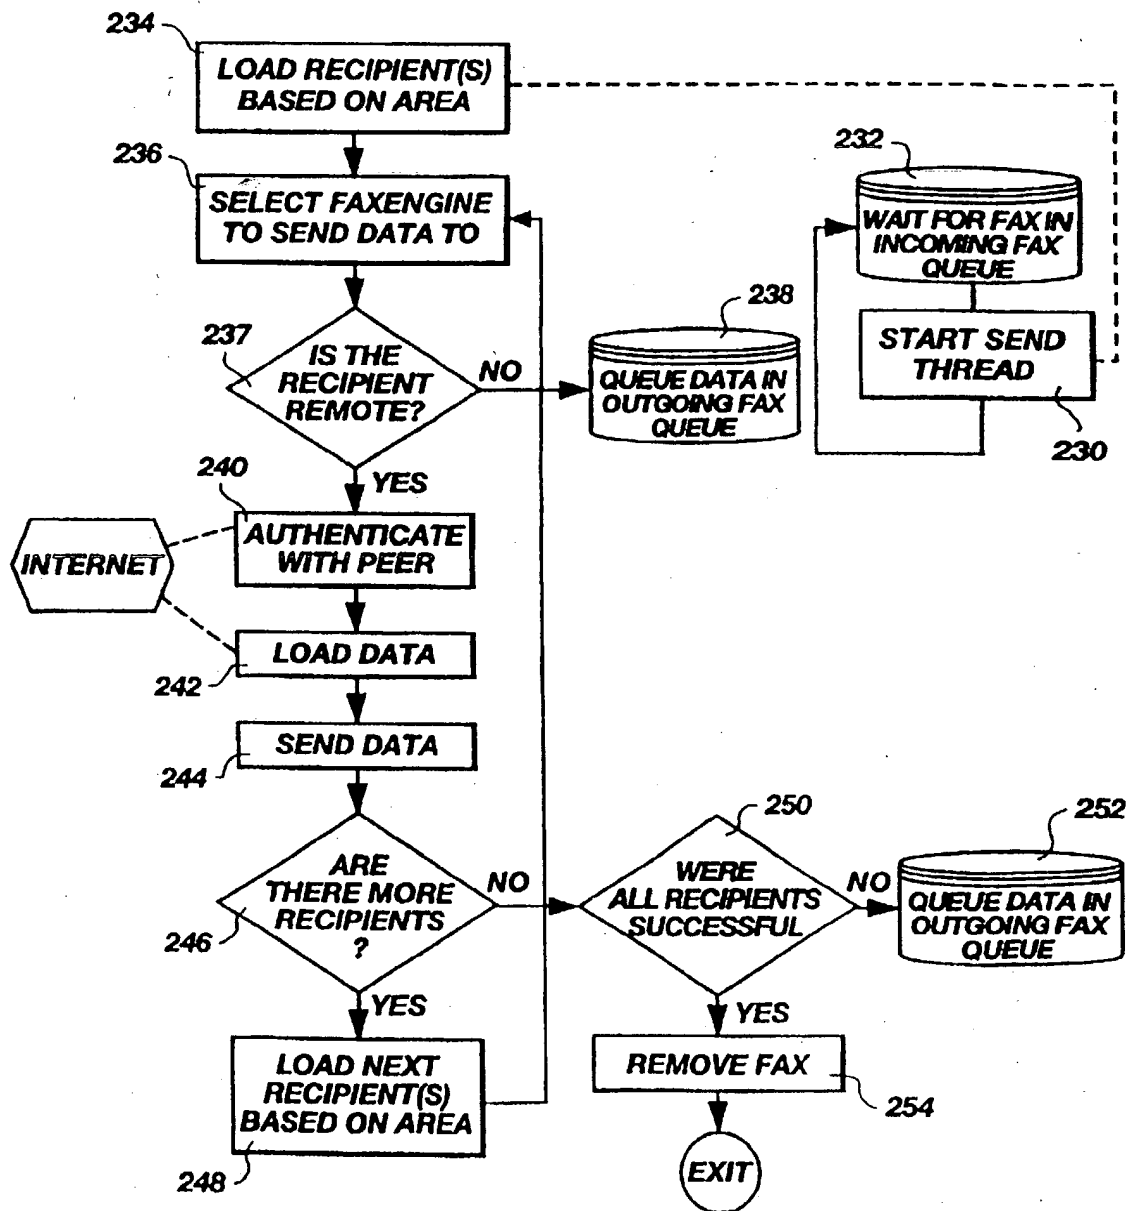 234
LOAD RECIPIENT(S)
BASED ON AREA
236
SELECT FAXENGINE
TO SEND DATA TO
232
WAIT FOR FAX IN
INCOMING FAX
QUEUE
START SEND
THREAD
230
237
IS THE
RECIPIENT
REMOTE?
NO
238
QUEUE DATA IN
OUTGOING FAX
QUEUE
YES
240
AUTHENTICATE
WITH PEER
INTERNET
LOAD DATA
242
SEND DATA
244
ARE
THERE MORE
RECIPIENTS
?
246
NO
250
WERE
ALL RECIPIENTS
SUCCESSFUL
NO
252
QUEUE DATA IN
OUTGOING FAX
QUEUE
YES
LOAD NEXT
RECIPIENT(S)
BASED ON AREA
248
YES
REMOVE FAX
254
EXIT